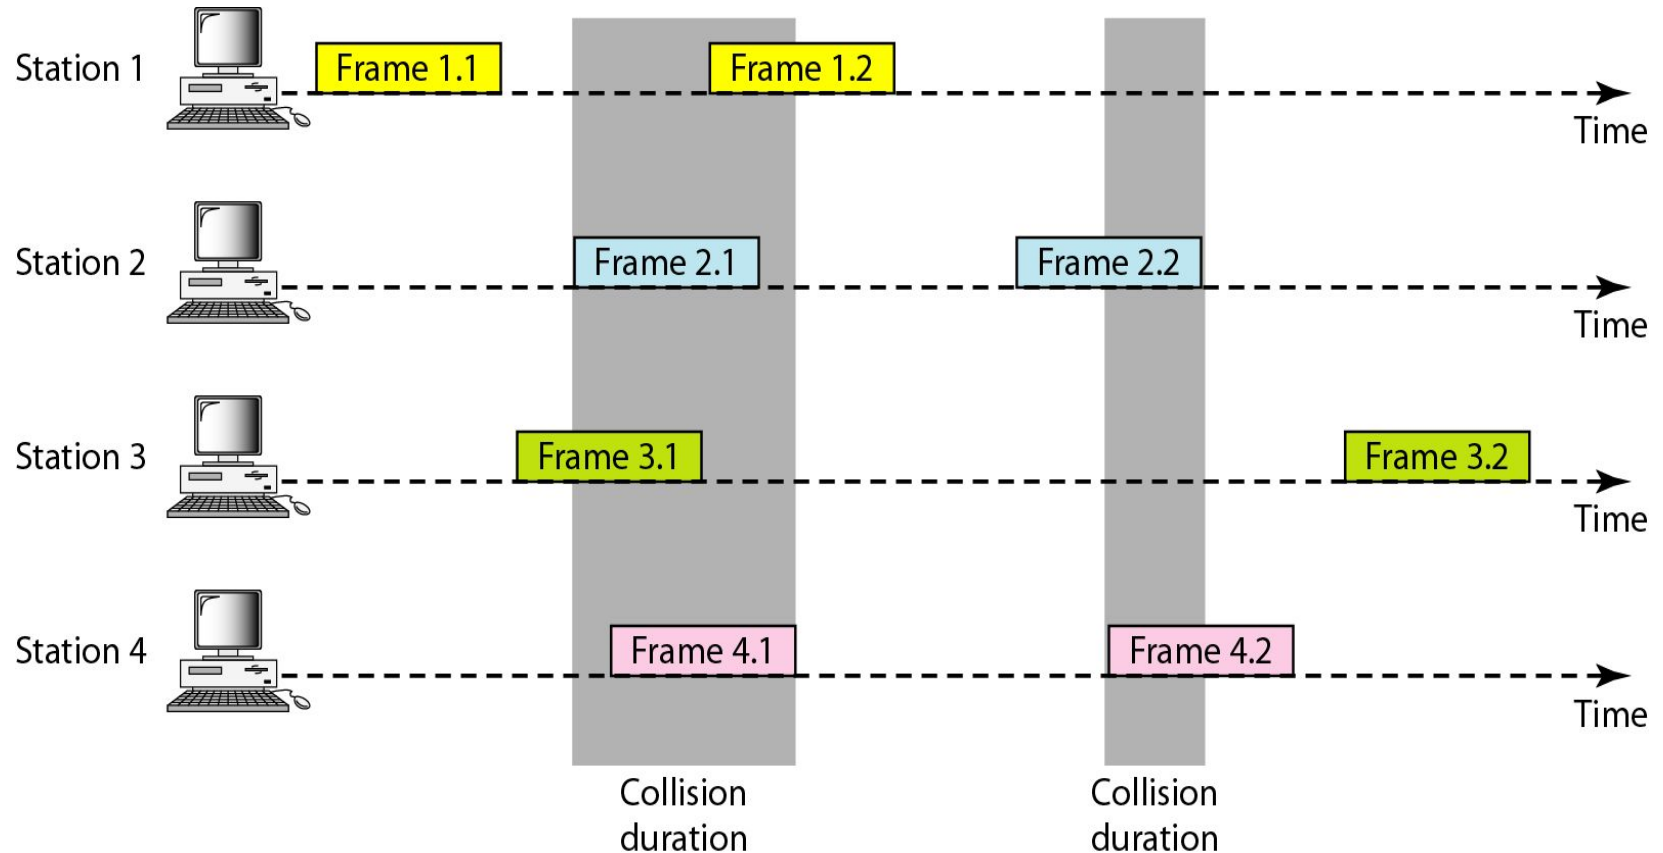 Station 1
Frame 1.1
Frame 1.2
Time
Station 2
Frame 2.1
Frame 2.2
Time
Station 3
Frame 3.1
Frame 3.2
Time
Station 4
Frame 4.1
Frame 4.2
Time
Collision
duration
Collision
duration